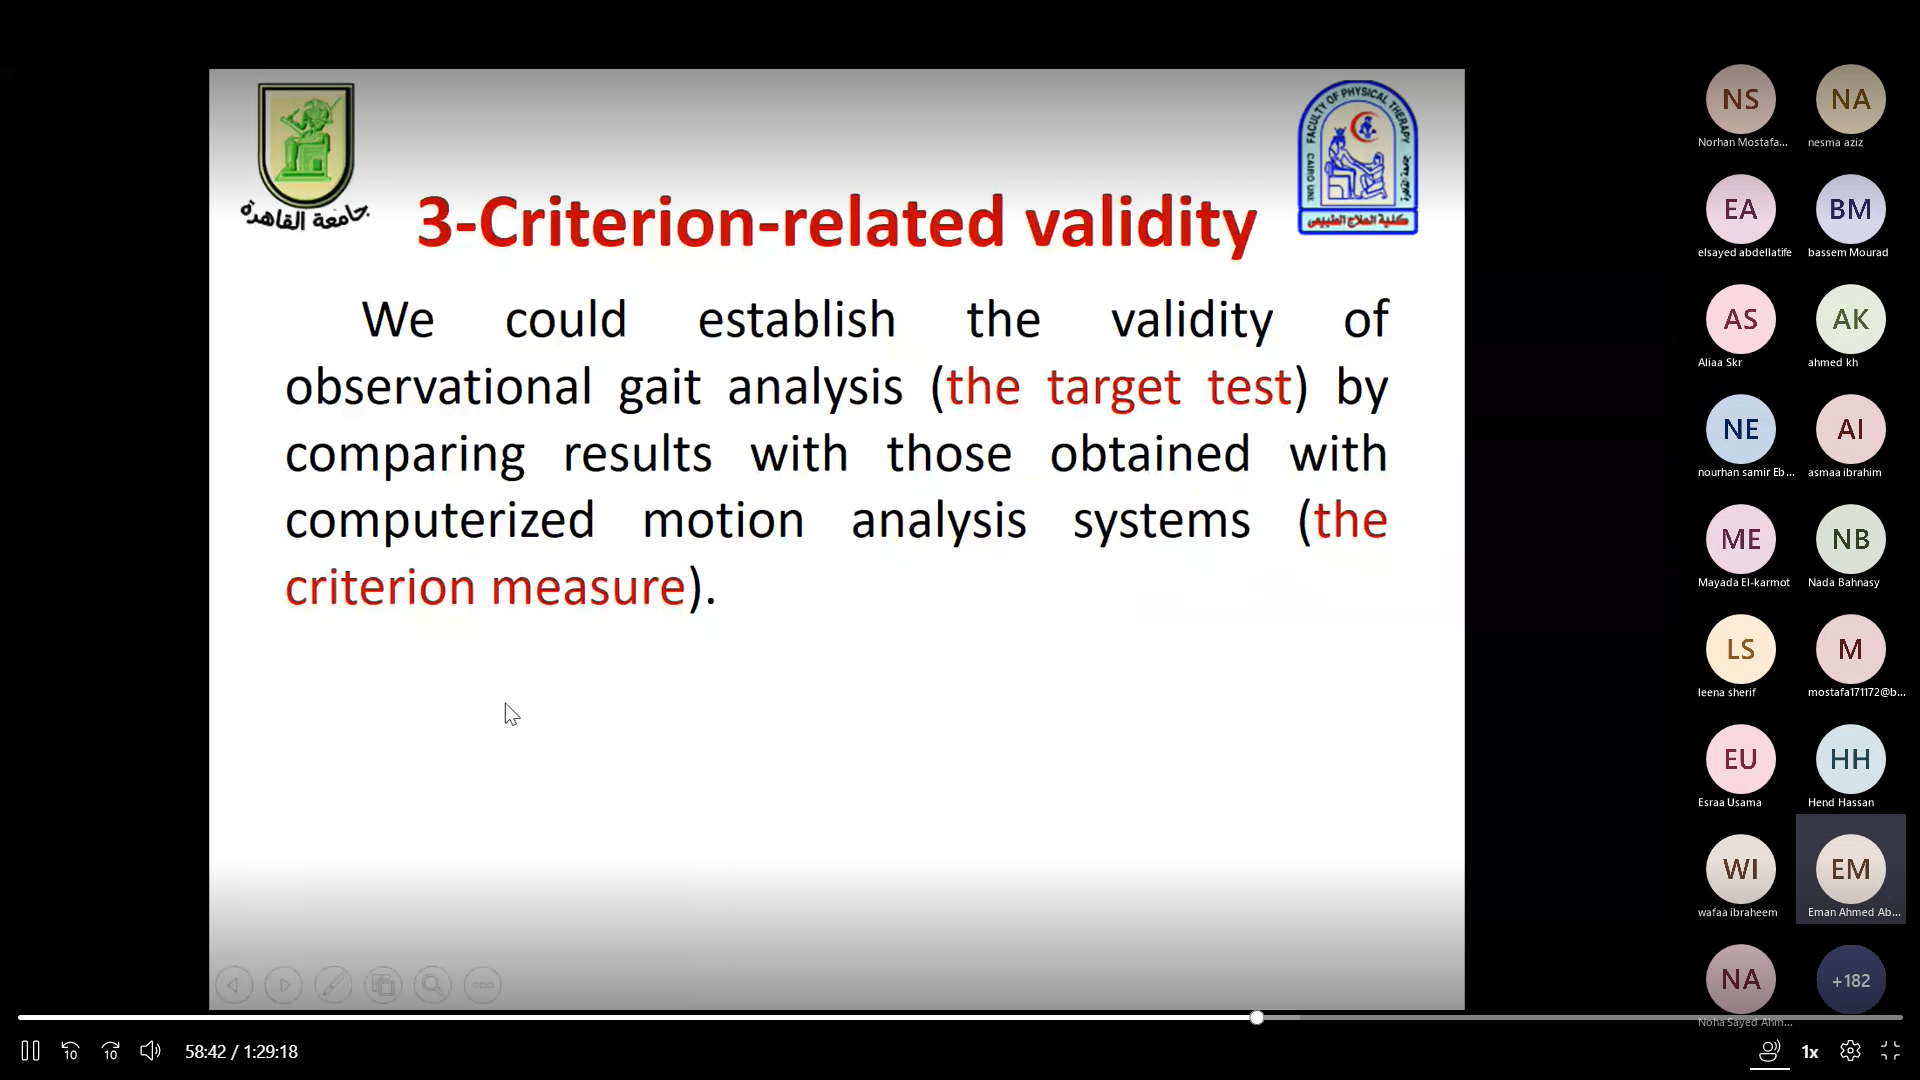 FACULTY OF PHYSICAL THERAPY
CAIRO UNI.
كلية العلاج الطبيعى
جامعة القاهرة
3-Criterion-related validity
We could establish the validity of
observational gait analysis (the target test) by
comparing results with those obtained with
computerized motion analysis systems (the
criterion measure).
NS
NA
Norhan Mostafa...
nesma aziz
EA
BM
elsayed abdellatife
bassem Mourad
AS
AK
Aliaa Skr
ahmed kh
NE
AI
nourhan samir Eb...
asmaa ibrahim
ME
NB
Mayada El-karmot
Nada Bahnasy
LS
M
leena sherif
mostafa171172@b...
EU
HH
Esraa Usama
Hend Hassan
WI
EM
wafaa ibraheem
Eman Ahmed Ab...
NA
+182
Noha Sayed Ahm...
10
10
58:42 / 1:29:18
1x